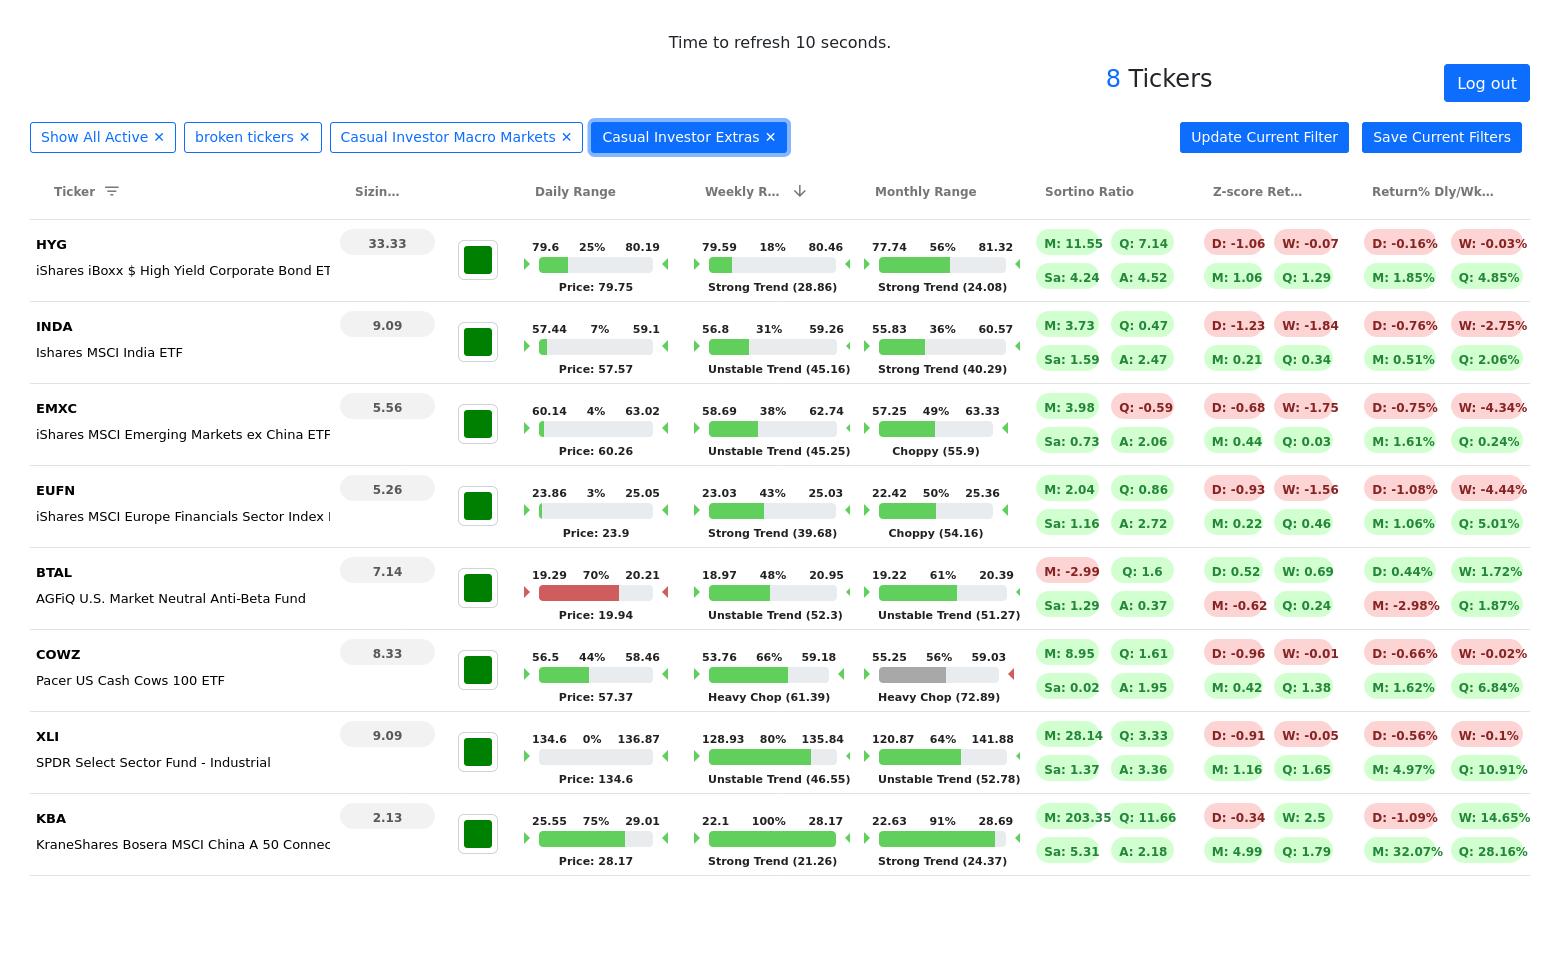 Time to refresh 10 seconds.
8 Tickers
Log out
Show All Active ✕ broken tickers ✕ Casual Investor Macro Markets ✕ Casual Investor Extras ✕ Update Current Filter Save Current Filters
Ticker Sizin... Daily Range Weekly R... Monthly Range Sortino Ratio Z-score Ret... Return% Dly/Wk...
HYG 33.33 79.6 25% 80.19 79.59 18% 80.46 77.74 56% 81.32 M: 11.55 Q: 7.14 D: -1.06 W: -0.07 D: -0.16% W: -0.03%
iShares iBoxx $ High Yield Corporate Bond ET Sa: 4.24 A: 4.52 M: 1.06 Q: 1.29 M: 1.85% Q: 4.85%
Price: 79.75 Strong Trend (28.86) Strong Trend (24.08)
INDA 9.09 57.44 7% 59.1 56.8 31% 59.26 55.83 36% 60.57 M: 3.73 Q: 0.47 D: -1.23 W: -1.84 D: -0.76% W: -2.75%
Ishares MSCI India ETF Sa: 1.59 A: 2.47 M: 0.21 Q: 0.34 M: 0.51% Q: 2.06%
Price: 57.57 Unstable Trend (45.16) Strong Trend (40.29)
EMXC 5.56 60.14 4% 63.02 58.69 38% 62.74 57.25 49% 63.33 M: 3.98 Q: -0.59 D: -0.68 W: -1.75 D: -0.75% W: -4.34%
iShares MSCI Emerging Markets ex China ETF Sa: 0.73 A: 2.06 M: 0.44 Q: 0.03 M: 1.61% Q: 0.24%
Price: 60.26 Unstable Trend (45.25) Choppy (55.9)
EUFN 5.26 23.86 3% 25.05 23.03 43% 25.03 22.42 50% 25.36 M: 2.04 Q: 0.86 D: -0.93 W: -1.56 D: -1.08% W: -4.44%
iShares MSCI Europe Financials Sector Index Sa: 1.16 A: 2.72 M: 0.22 Q: 0.46 M: 1.06% Q: 5.01%
Price: 23.9 Strong Trend (39.68) Choppy (54.16)
BTAL 7.14 19.29 70% 20.21 18.97 48% 20.95 19.22 61% 20.39 M: -2.99 Q: 1.6 D: 0.52 W: 0.69 D: 0.44% W: 1.72%
AGFiQ U.S. Market Neutral Anti-Beta Fund Sa: 1.29 A: 0.37 M: -0.62 Q: 0.24 M: -2.98% Q: 1.87%
Price: 19.94 Unstable Trend (52.3) Unstable Trend (51.27)
COWZ 8.33 56.5 44% 58.46 53.76 66% 59.18 55.25 56% 59.03 M: 8.95 Q: 1.61 D: -0.96 W: -0.01 D: -0.66% W: -0.02%
Pacer US Cash Cows 100 ETF Sa: 0.02 A: 1.95 M: 0.42 Q: 1.38 M: 1.62% Q: 6.84%
Price: 57.37 Heavy Chop (61.39) Heavy Chop (72.89)
XLI 9.09 134.6 0% 136.87 128.93 80% 135.84 120.87 64% 141.88 M: 28.14 Q: 3.33 D: -0.91 W: -0.05 D: -0.56% W: -0.1%
SPDR Select Sector Fund - Industrial Sa: 1.37 A: 3.36 M: 1.16 Q: 1.65 M: 4.97% Q: 10.91%
Price: 134.6 Unstable Trend (46.55) Unstable Trend (52.78)
KBA 2.13 25.55 75% 29.01 22.1 100% 28.17 22.63 91% 28.69 M: 203.35 Q: 11.66 D: -0.34 W: 2.5 D: -1.09% W: 14.65%
KraneShares Bosera MSCI China A 50 Connec Sa: 5.31 A: 2.18 M: 4.99 Q: 1.79 M: 32.07% Q: 28.16%
Price: 28.17 Strong Trend (21.26) Strong Trend (24.37)